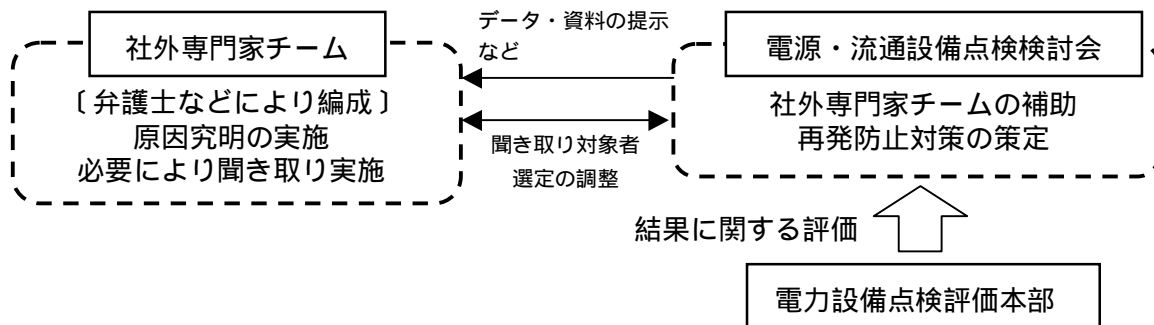 社外専門家チーム
〔弁護士などにより編成〕
原因究明の実施
必要により聞き取り実施
データ・資料の提示
など
聞き取り対象者
選定の調整
電源・流通設備点検検討会
社外専門家チームの補助
再発防止対策の策定
結果に関する評価
電力設備点検評価本部